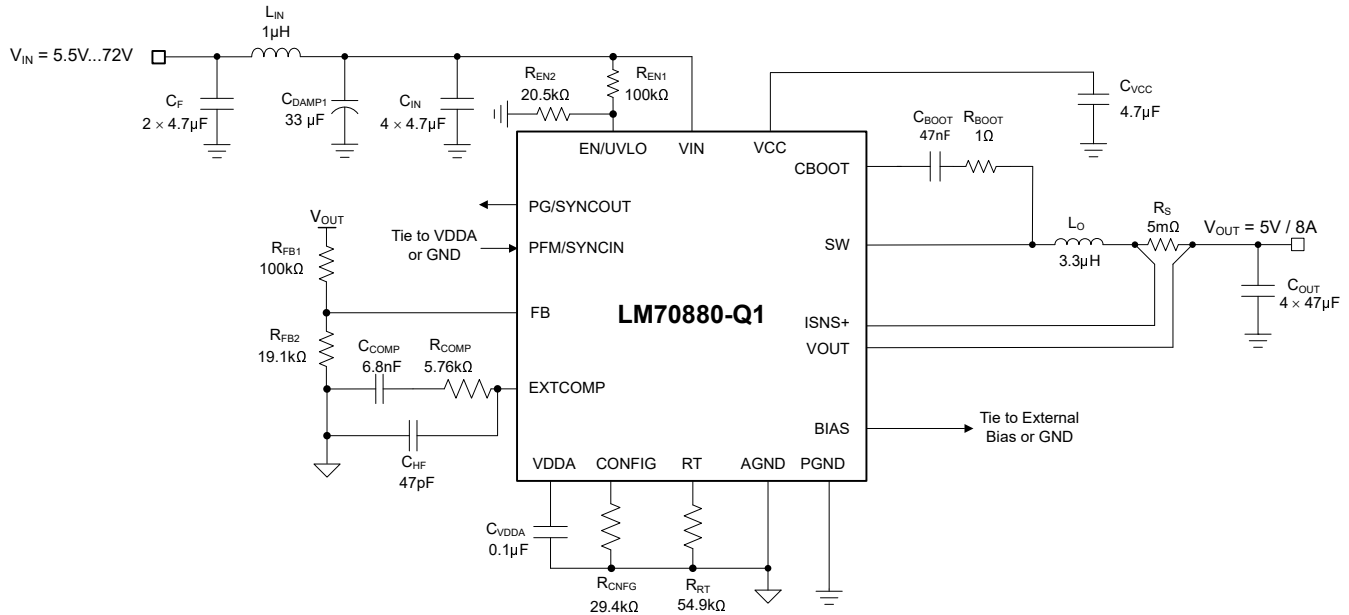 L_IN
1µH
V_IN = 5.5V...72V
C_F
2 × 4.7µF
C_DAMP1
33 µF
C_IN
4 × 4.7µF
R_EN2
20.5kΩ
R_EN1
100kΩ
C_VCC
4.7µF
C_BOOT
47nF
R_BOOT
1Ω
EN/UVLO
VIN
VCC
CBOOT
PG/SYNCOUT
Tie to VDDA
or GND
PFM/SYNCIN
SW
L_O
3.3µH
R_S
5mΩ
V_OUT = 5V / 8A
C_OUT
4 × 47µF
V_OUT
R_FB1
100kΩ
FB
LM70880-Q1
ISNS+
VOUT
R_FB2
19.1kΩ
C_COMP
6.8nF
R_COMP
5.76kΩ
EXTCOMP
BIAS
Tie to External
Bias or GND
C_HF
47pF
VDDA
CONFIG
RT
AGND
PGND
C_VDDA
0.1µF
R_CNFG
29.4kΩ
R_RT
54.9kΩ